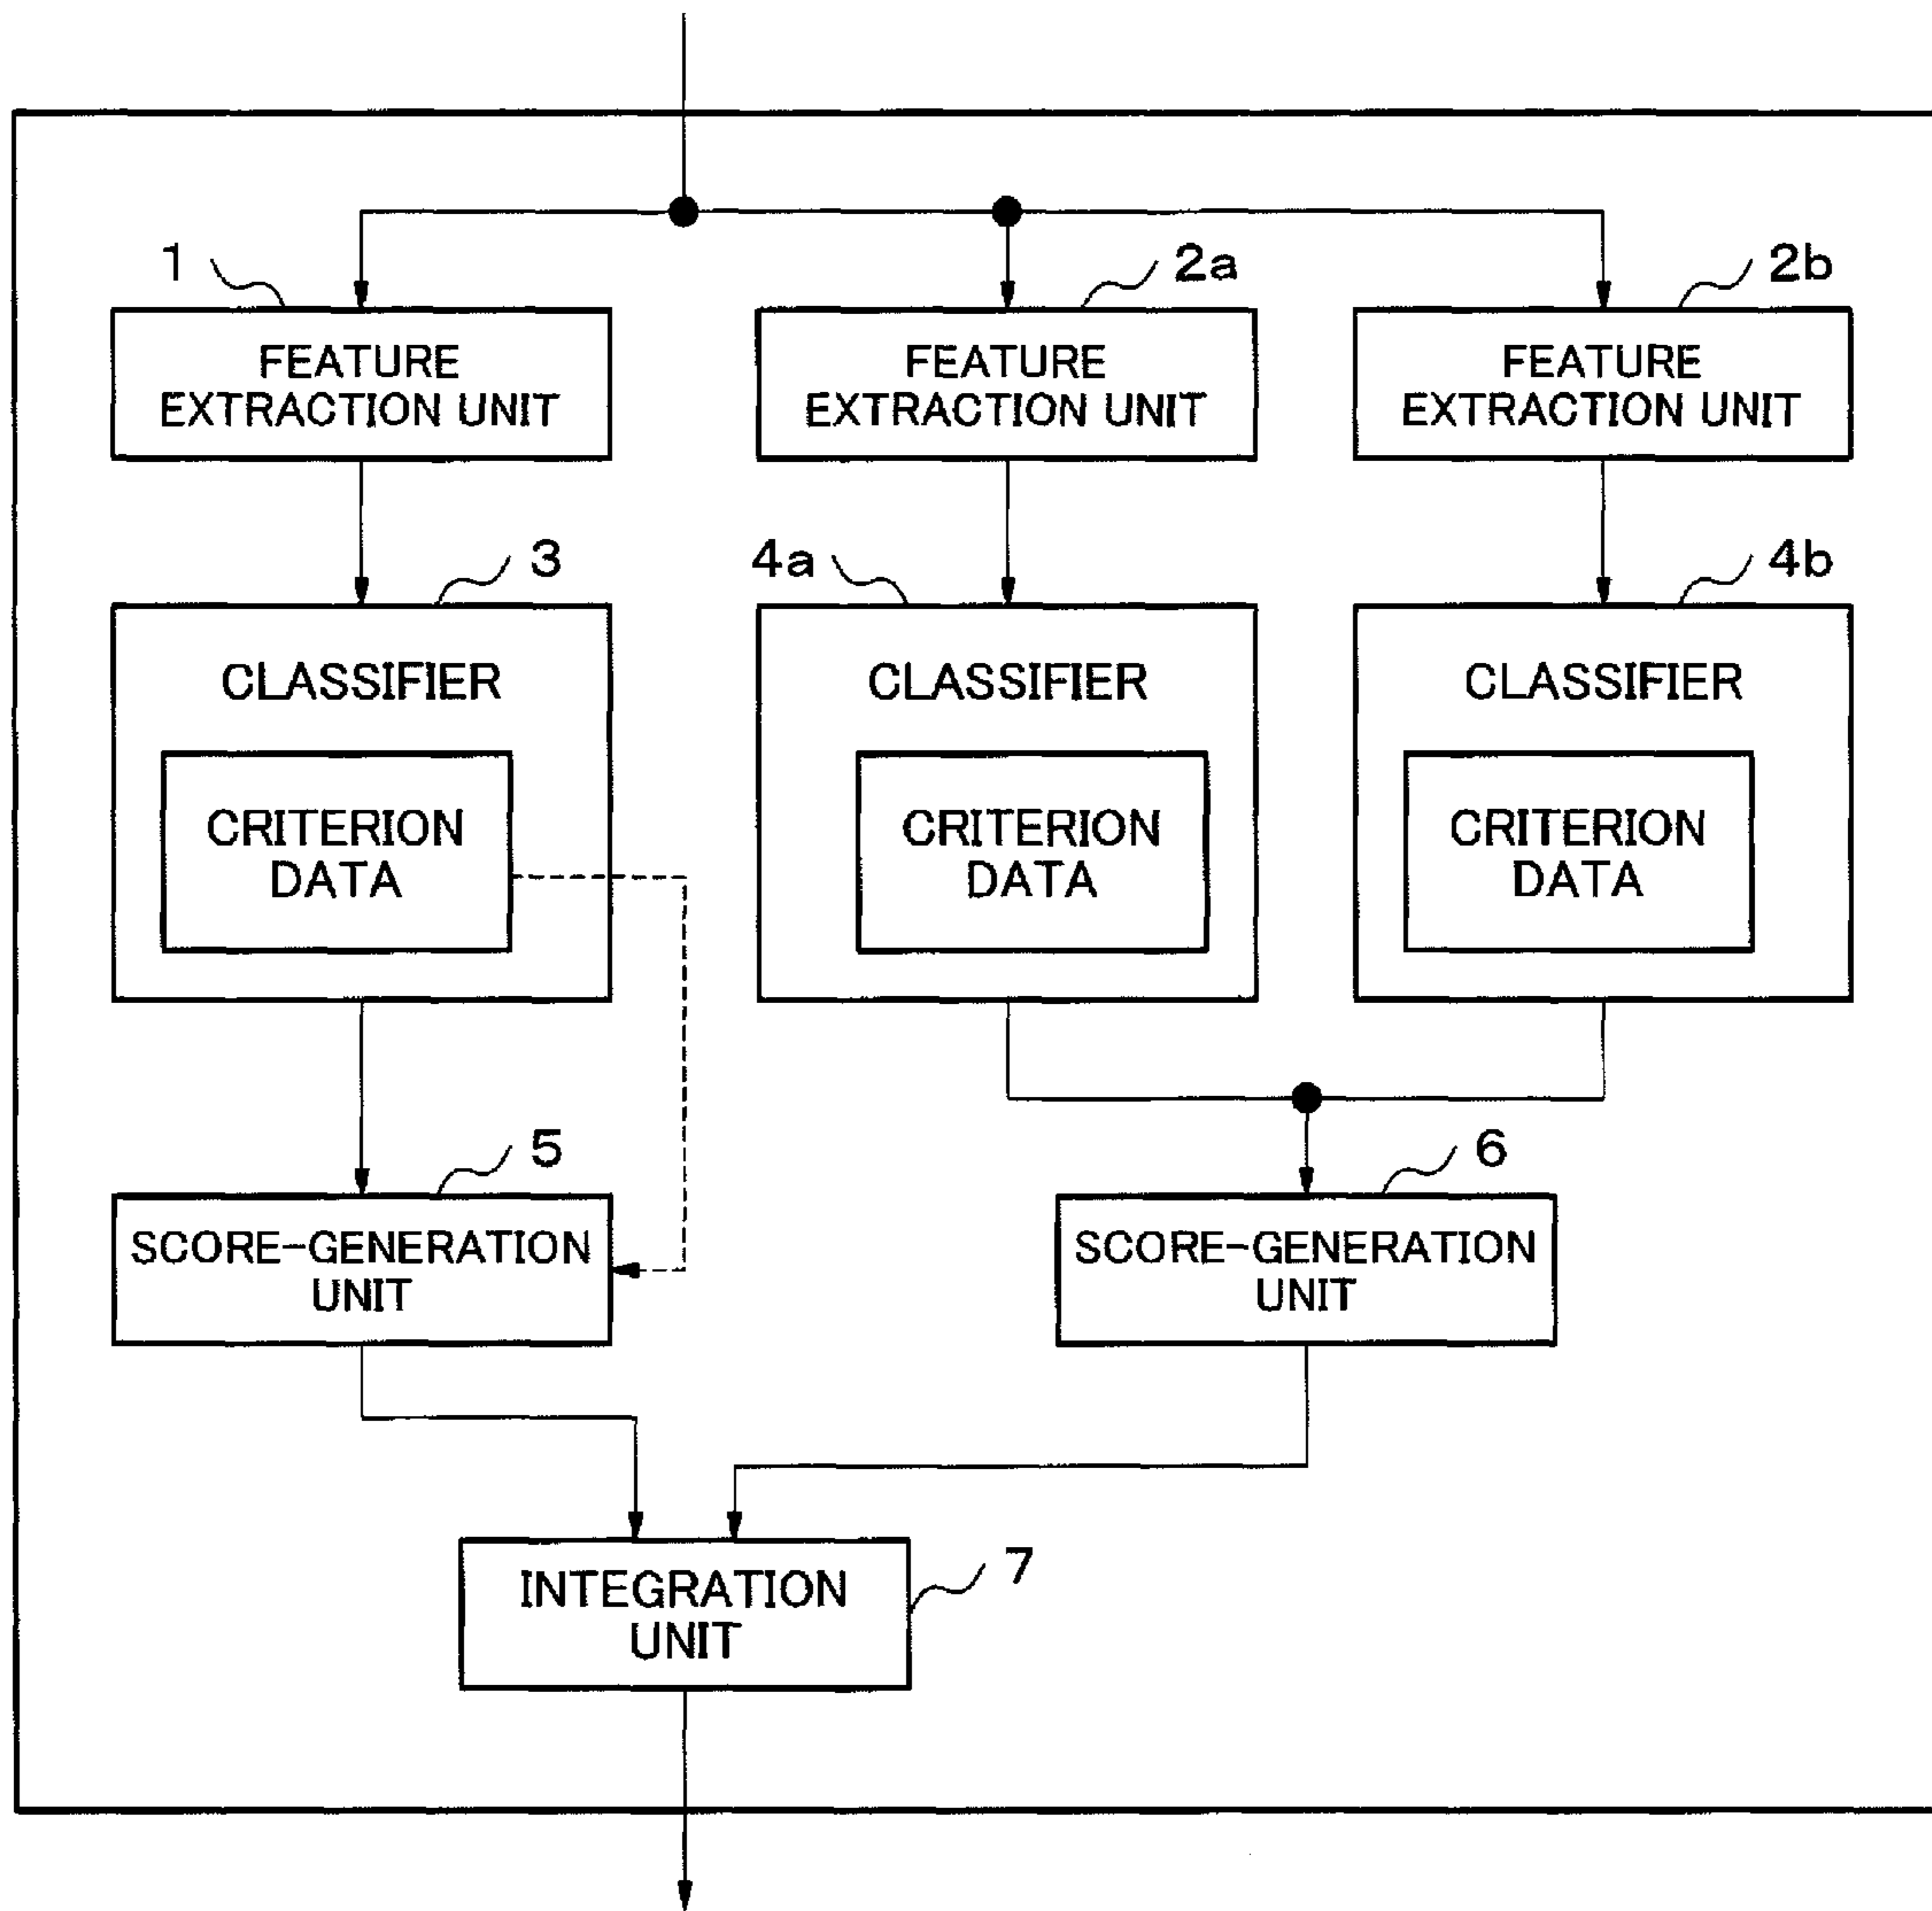 1
2a
2b
FEATURE
EXTRACTION UNIT
FEATURE
EXTRACTION UNIT
FEATURE
EXTRACTION UNIT
3
4a
4b
CLASSIFIER
CRITERION
DATA
CLASSIFIER
CRITERION
DATA
CLASSIFIER
CRITERION
DATA
5
6
SCORE-GENERATION
UNIT
SCORE-GENERATION
UNIT
INTEGRATION
UNIT
7